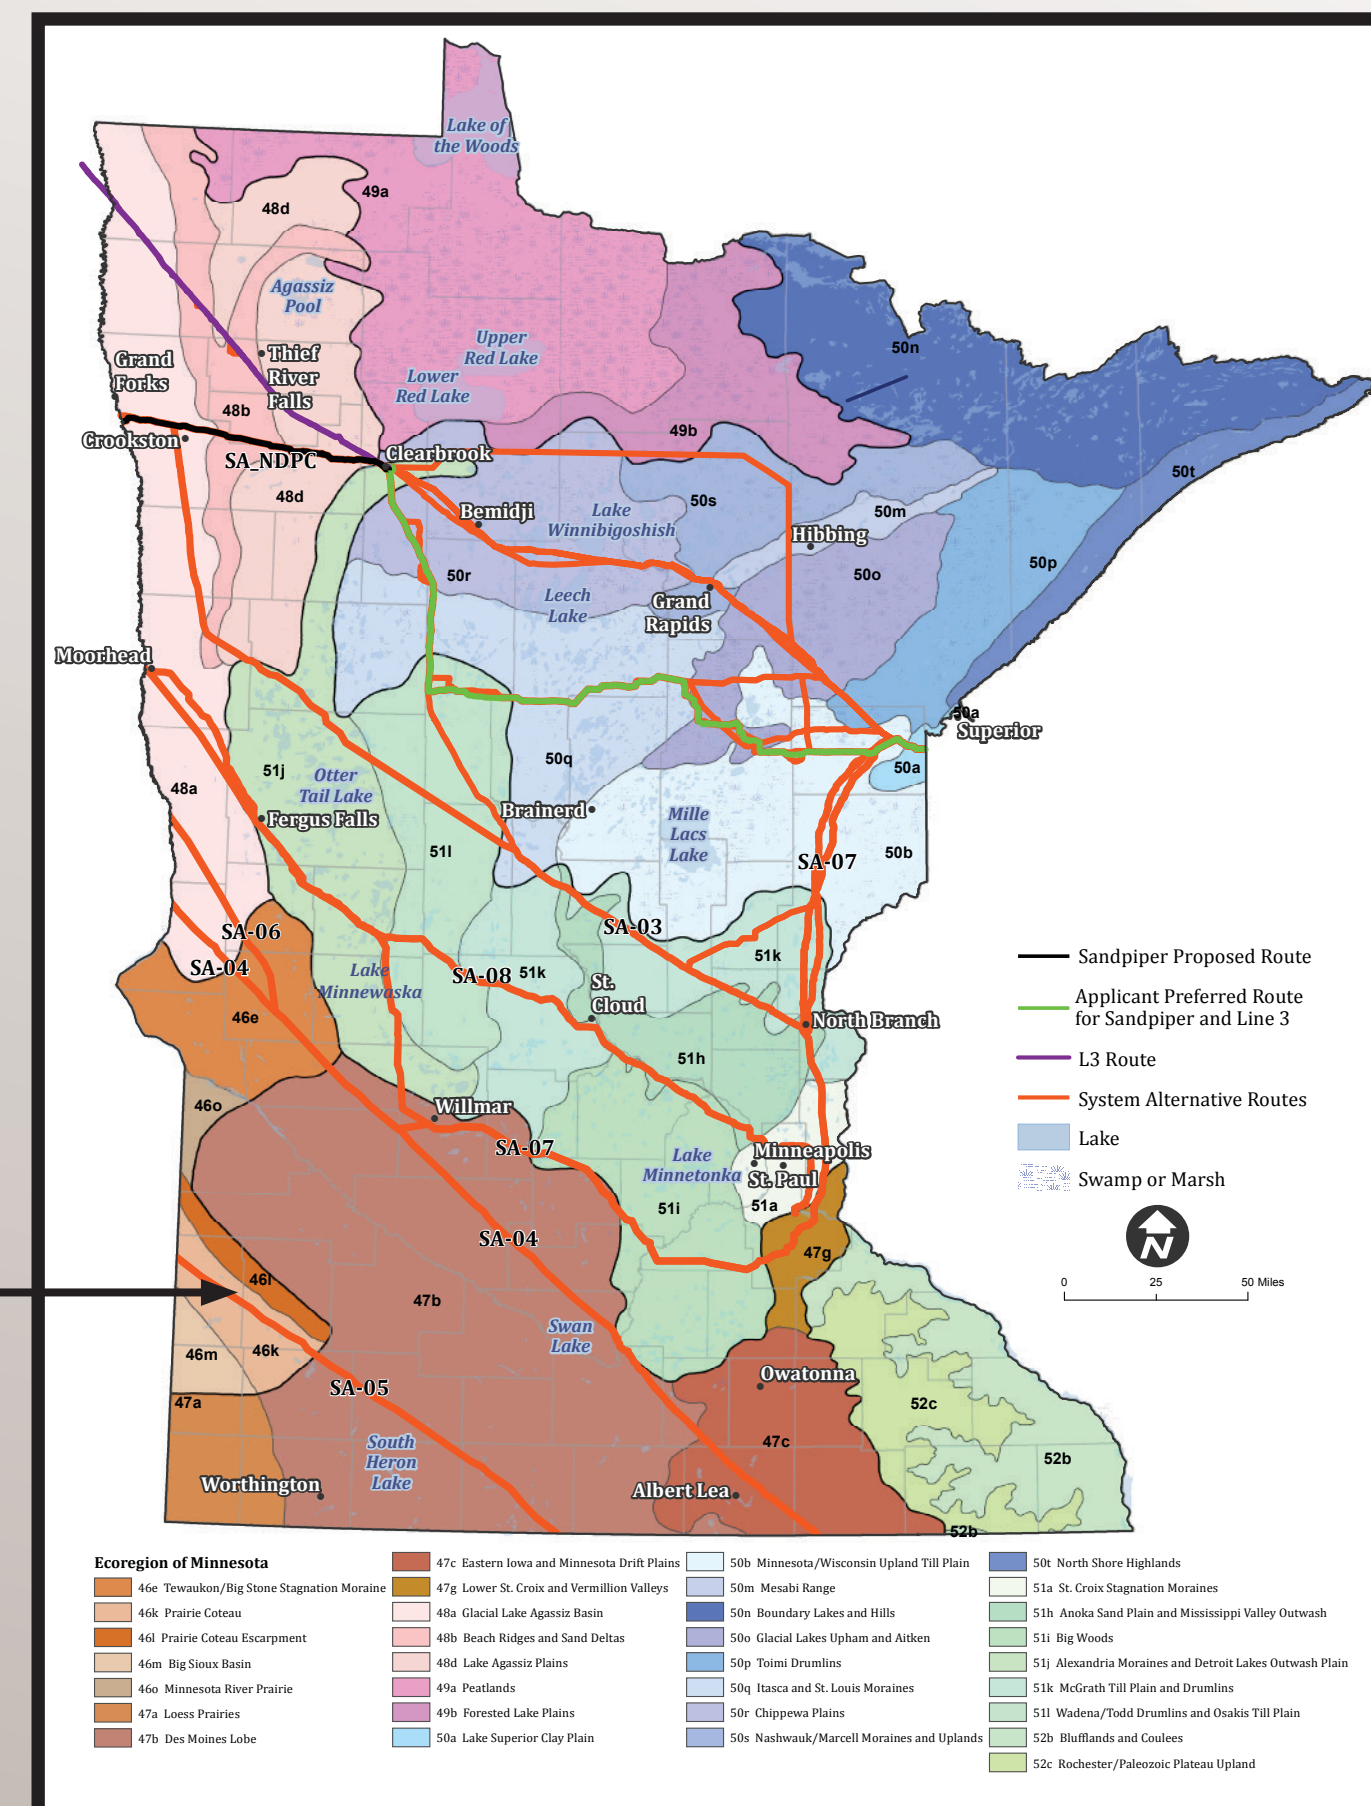 Lake of
the Woods
49a
48d
Agassiz
Pool
Upper
Red Lake
50n
Grand
Forks
Thief
River
Falls
Lower
Red Lake
48b
49b
Crookston
SA_NDPC
Clearbrook
50t
48d
50s
Bemidji
Lake
Winnibigoshish
50m
Hibbing
50r
50o
50p
Leech
Lake
Grand
Rapids
Moorhead
50a
Superior
50q
51j
Otter
Tail Lake
50a
48a
Fergus Falls
Brainerd
Mille
Lacs
Lake
51l
SA-07
50b
SA-06
SA-03
SA-04
51k
Lake
Minnewaska
SA-08
51k
St.
Cloud
46e
North Branch
51h
46o
Willmar
SA-07
Lake
Minnetonka
Minneapolis
St. Paul
51i
51a
SA-04
47g
46l
47b
Swan
Lake
46m
46k
SA-05
Owatonna
47a
52c
47c
South
Heron
Lake
52b
Worthington
Albert Lea
52b
Sandpiper Proposed Route
Applicant Preferred Route
for Sandpiper and Line 3
L3 Route
System Alternative Routes
Lake
Swamp or Marsh
N
0 25 50 Miles
Ecoregion of Minnesota
46e Tewaukon/Big Stone Stagnation Moraine
46k Prairie Coteau
46l Prairie Coteau Escarpment
46m Big Sioux Basin
46o Minnesota River Prairie
47a Loess Prairies
47b Des Moines Lobe
47c Eastern Iowa and Minnesota Drift Plains
47g Lower St. Croix and Vermillion Valleys
48a Glacial Lake Agassiz Basin
48b Beach Ridges and Sand Deltas
48d Lake Agassiz Plains
49a Peatlands
49b Forested Lake Plains
50a Lake Superior Clay Plain
50b Minnesota/Wisconsin Upland Till Plain
50m Mesabi Range
50n Boundary Lakes and Hills
50o Glacial Lakes Upham and Aitken
50p Toimi Drumlins
50q Itasca and St. Louis Moraines
50r Chippewa Plains
50s Nashwauk/Marcell Moraines and Uplands
50t North Shore Highlands
51a St. Croix Stagnation Moraines
51h Anoka Sand Plain and Mississippi Valley Outwash
51i Big Woods
51j Alexandria Moraines and Detroit Lakes Outwash Plain
51k McGrath Till Plain and Drumlins
51l Wadena/Todd Drumlins and Osakis Till Plain
52b Blufflands and Coulees
52c Rochester/Paleozoic Plateau Upland